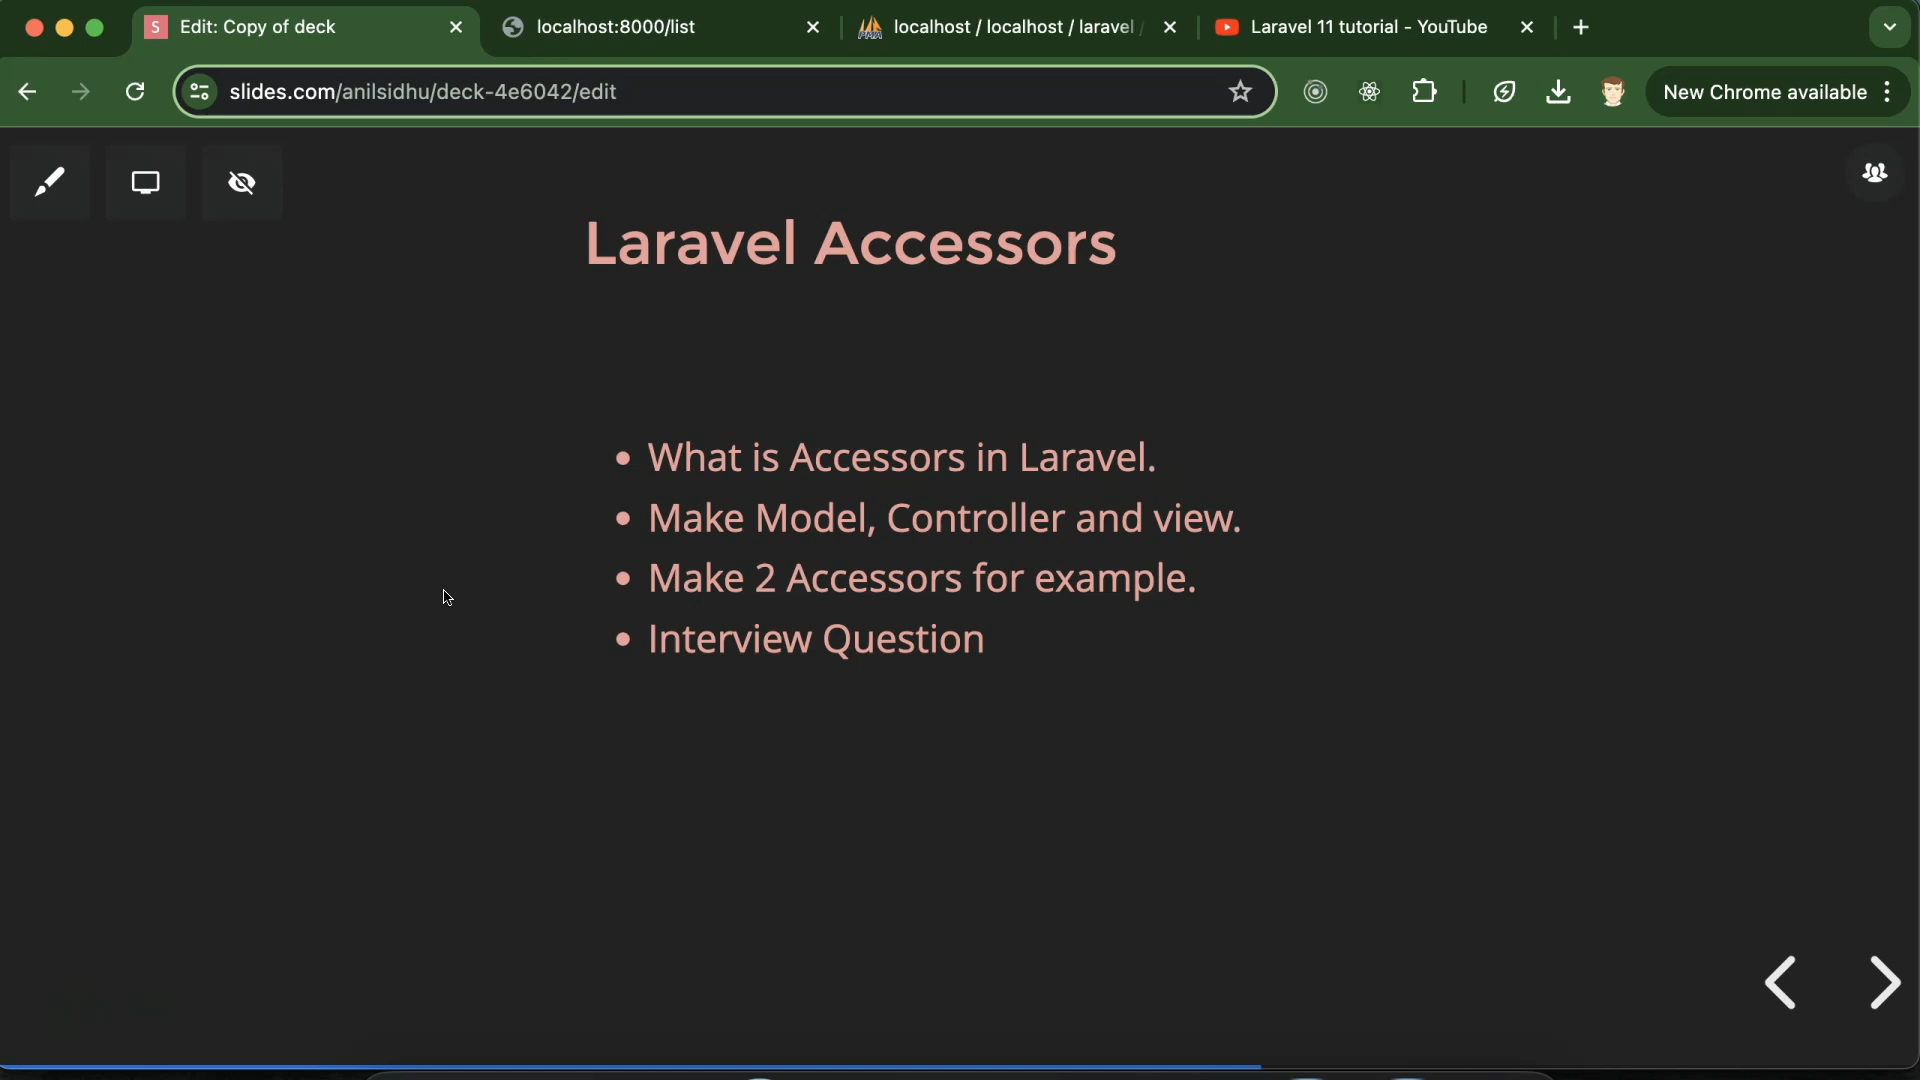 S Edit: Copy of deck
localhost:8000/list
localhost / localhost / laravel /
Laravel 11 tutorial - YouTube
slides.com/anilsidhu/deck-4e6042/edit
New Chrome available
Laravel Accessors
• What is Accessors in Laravel.
• Make Model, Controller and view.
• Make 2 Accessors for example.
• Interview Question